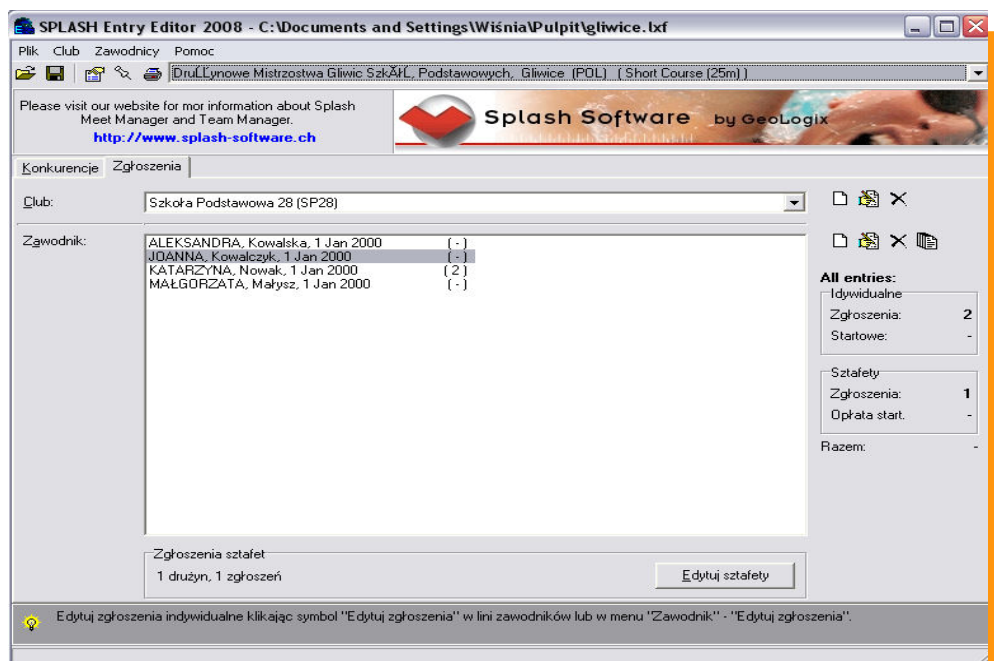 SPLASH Entry Editor 2008 - C:\Documents and Settings\Wiśnia\Pulpit\gliwice.lxf
Plik Club Zawodnicy Pomoc
DruĹĽynowe Mistrzostwa Gliwic SzkĂłĹ‚ Podstawowych, Gliwice (POL) ( Short Course (25m) )
Please visit our website for mor information about Splash
Meet Manager and Team Manager.
http://www.splash-software.ch
Splash Software by GeoLogix
Konkurencje Zgłoszenia
Club: Szkoła Podstawowa 28 (SP28)
Zawodnik:
ALEKSANDRA, Kowalska, 1 Jan 2000 ( - )
JOANNA, Kowalczyk, 1 Jan 2000 ( - )
KATARZYNA, Nowak, 1 Jan 2000 ( 2 )
MAŁGORZATA, Małysz, 1 Jan 2000 ( - )
All entries:
Idywidualne
Zgłoszenia: 2
Startowe: -
Sztafety
Zgłoszenia: 1
Opłata start. -
Razem: -
Zgłoszenia sztafet
1 drużyn, 1 zgłoszeń
Edytuj sztafety
Edytuj zgłoszenia indywidualne klikając symbol "Edytuj zgłoszenia" w lini zawodników lub w menu "Zawodnik" - "Edytuj zgłoszenia".